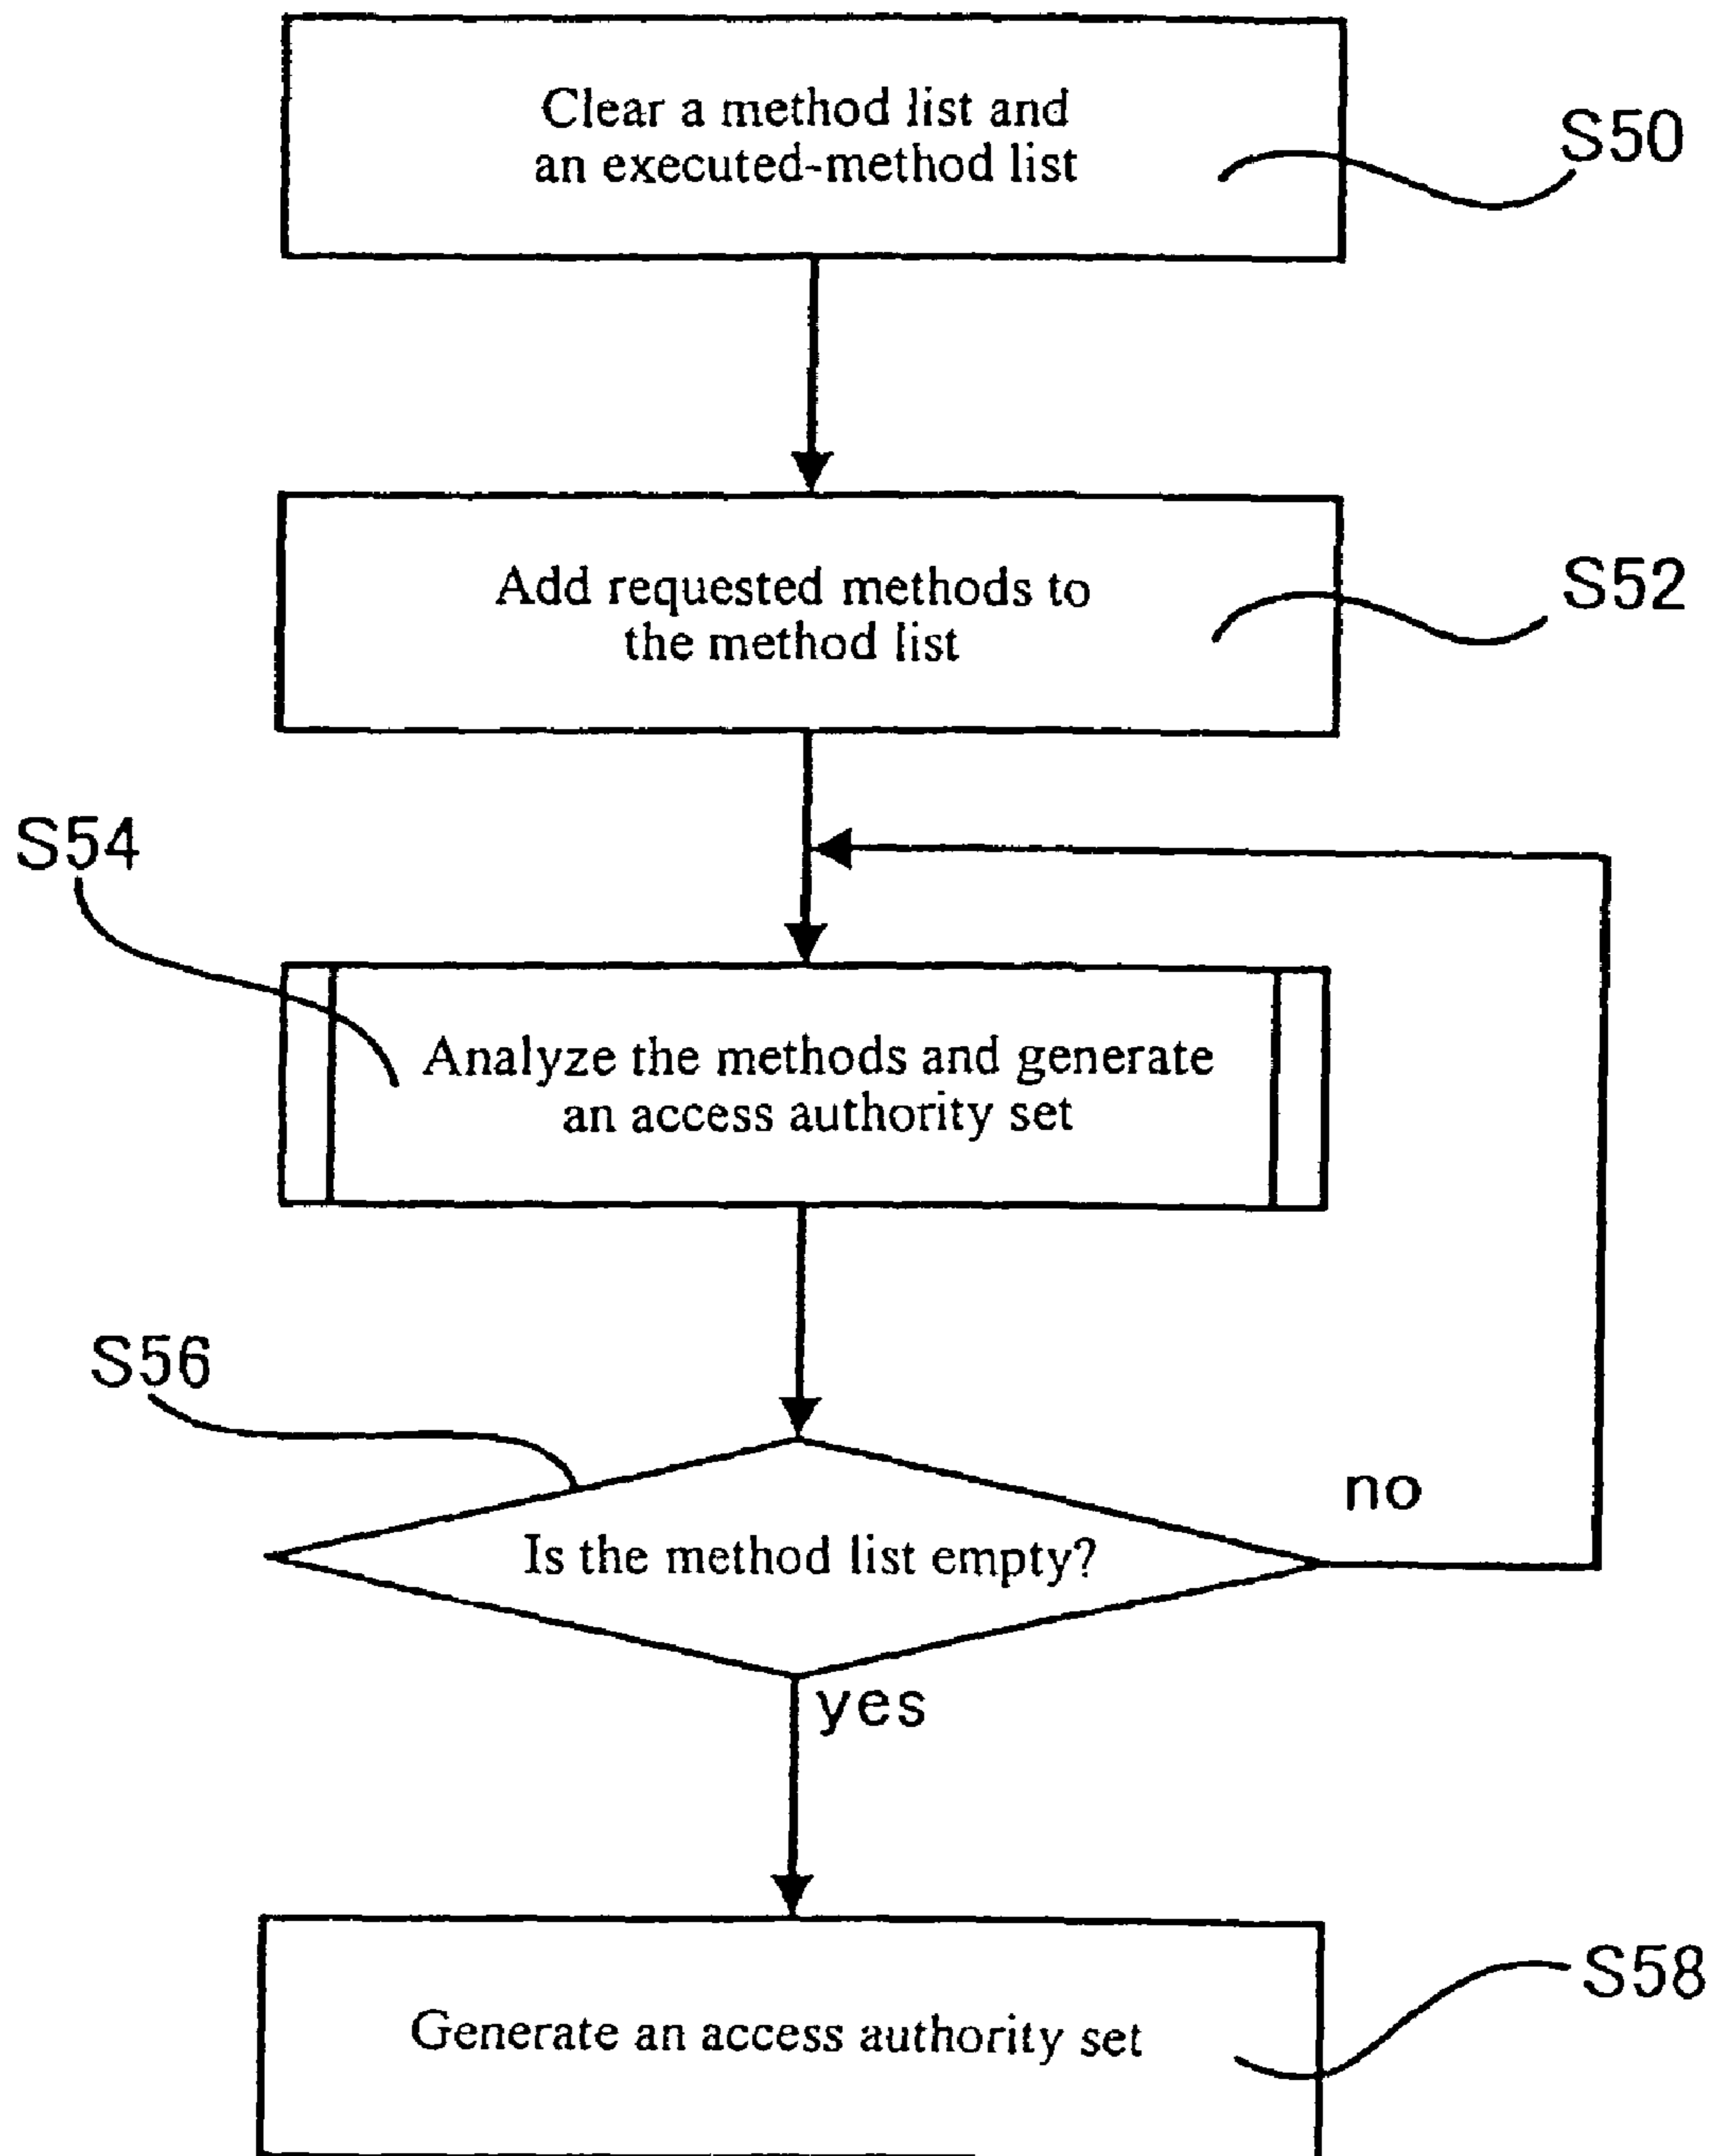 Clear a method list and
an executed-method list
S50
Add requested methods to
the method list
S52
S54
Analyze the methods and generate
an access authority set
S56
Is the method list empty?
no
yes
Generate an access authority set
S58